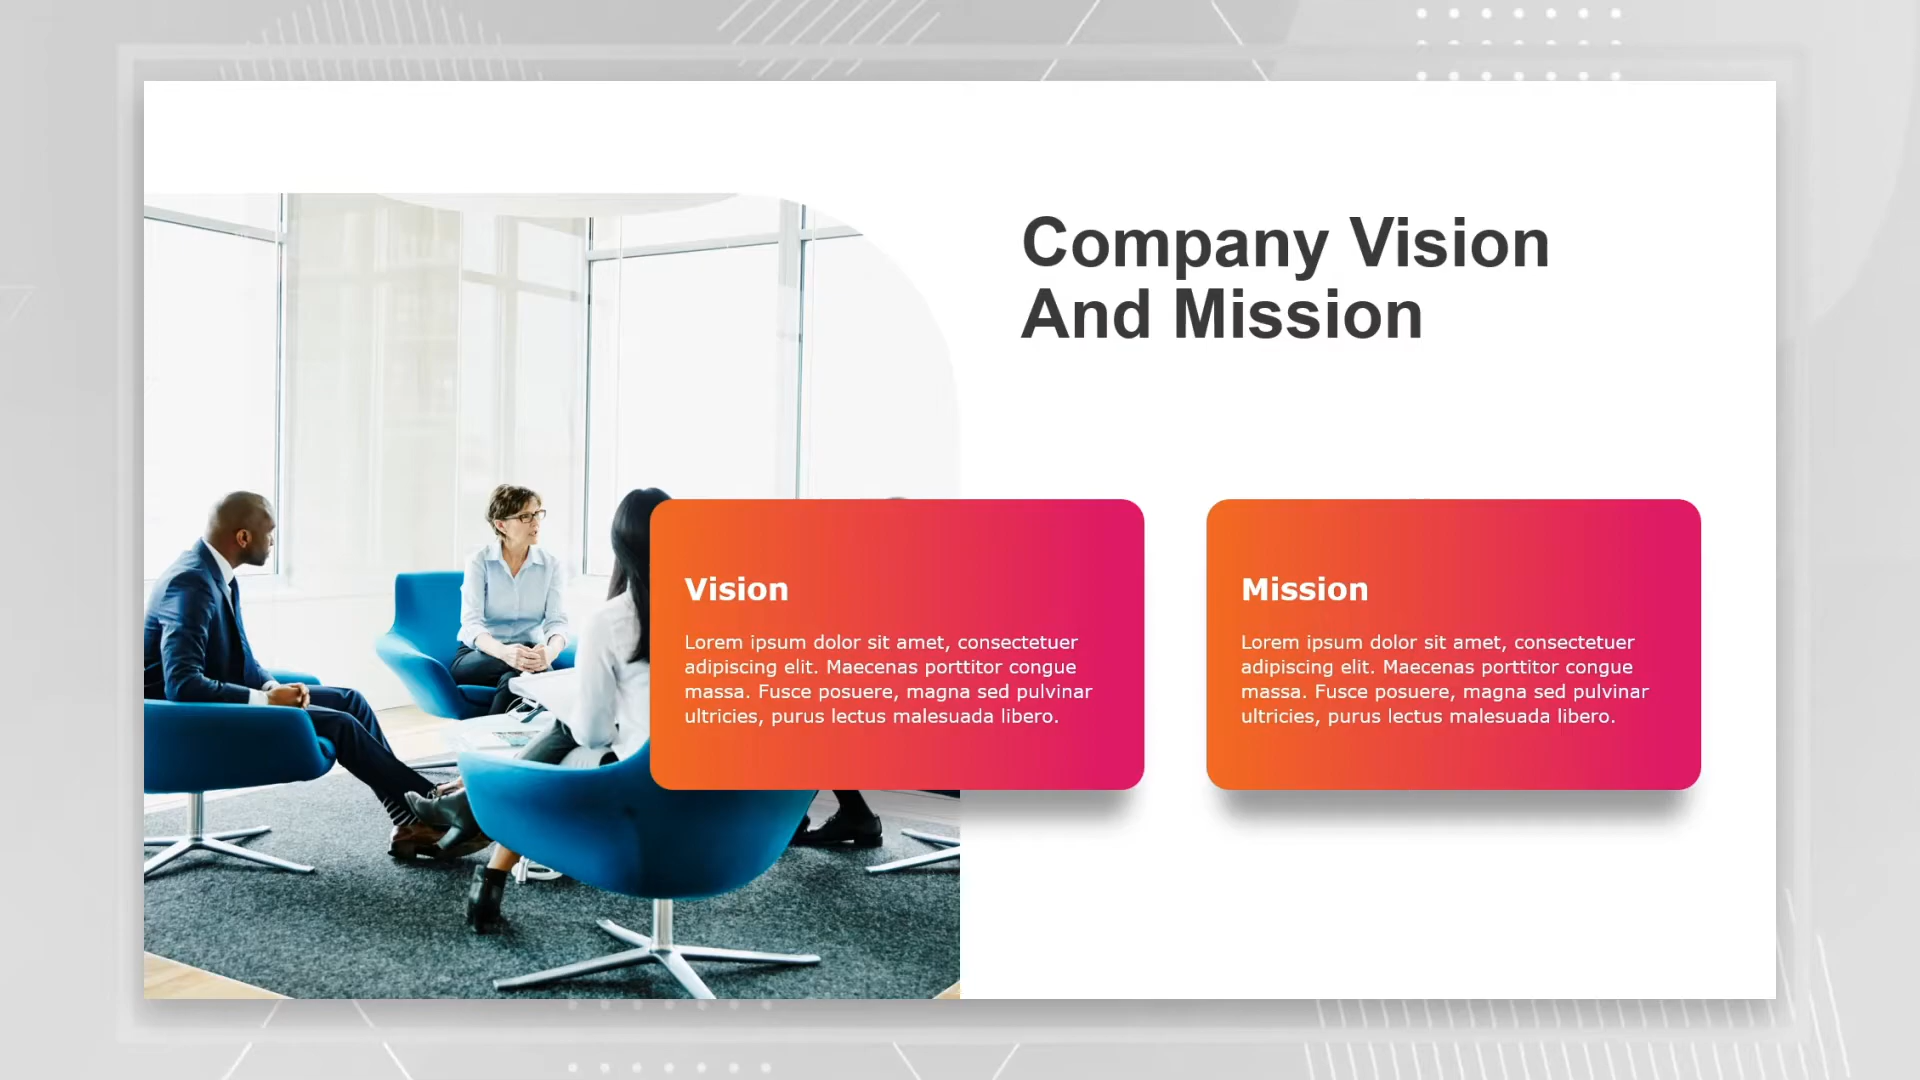 Company Vision
And Mission
Vision
Lorem ipsum dolor sit amet, consectetuer
adipiscing elit. Maecenas porttitor congue
massa. Fusce posuere, magna sed pulvinar
ultricies, purus lectus malesuada libero.
Mission
Lorem ipsum dolor sit amet, consectetuer
adipiscing elit. Maecenas porttitor congue
massa. Fusce posuere, magna sed pulvinar
ultricies, purus lectus malesuada libero.